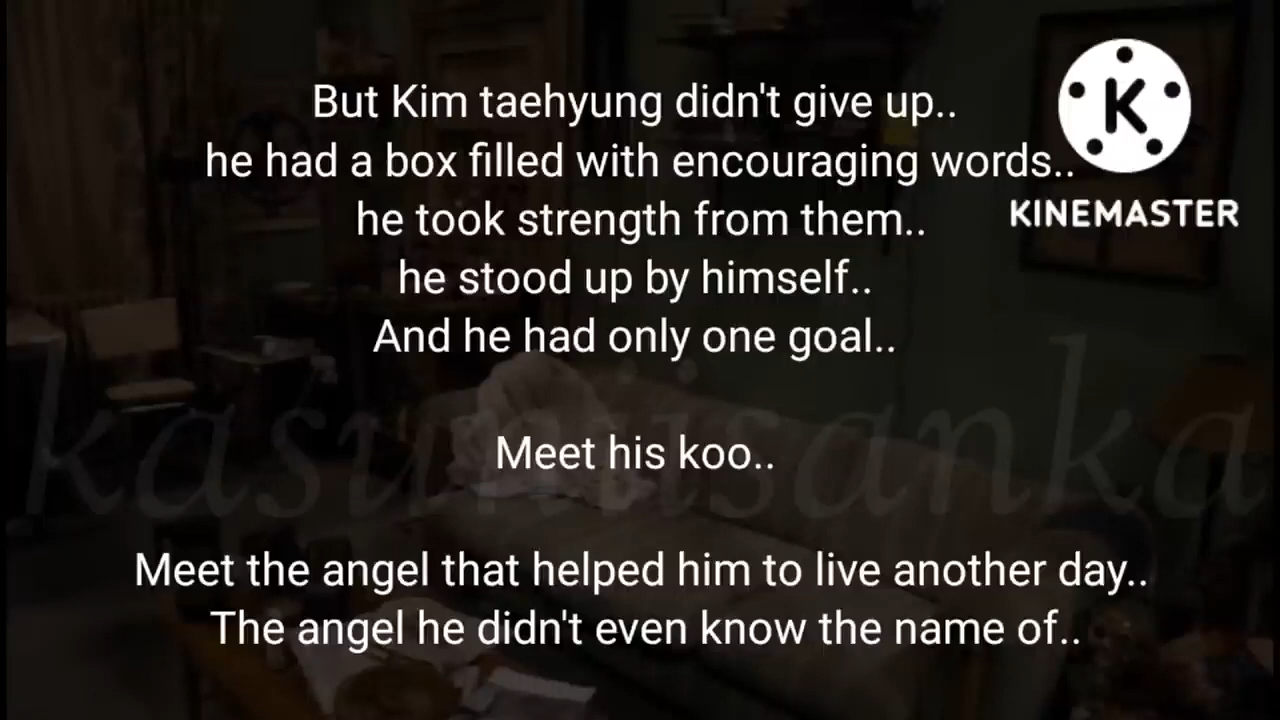 But Kim taehyung didn't give up..
he had a box filled with encouraging words..
he took strength from them..
he stood up by himself..
And he had only one goal..
Meet his koo..
Meet the angel that helped him to live another day..
The angel he didn't even know the name of..
K
KINEMASTER
kasumiisanka